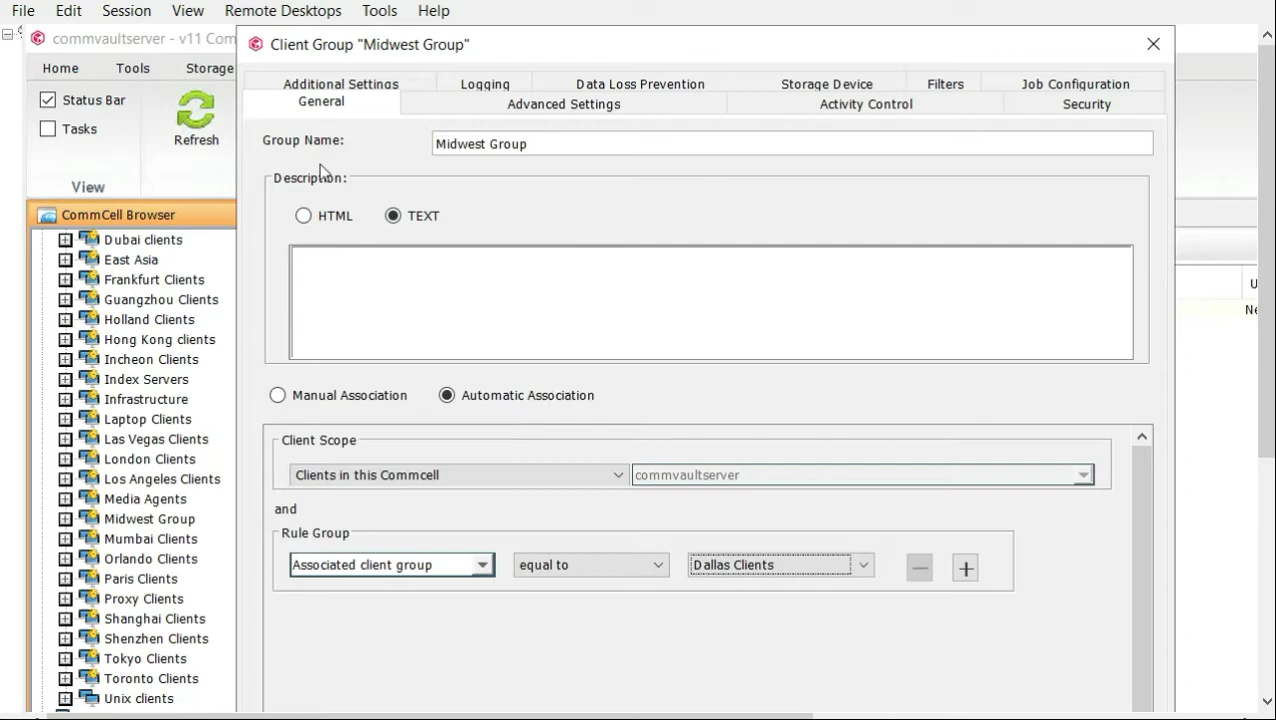 File Edit Session View Remote Desktops Tools Help
commvaultserver - v11 Com
Client Group "Midwest Group"
Home Tools Storage
Additional Settings Logging Data Loss Prevention Storage Device Filters Job Configuration
General Advanced Settings Activity Control Security
Status Bar
Tasks
Refresh
View
Group Name: Midwest Group
Description:
HTML TEXT
CommCell Browser
Dubai clients
East Asia
Frankfurt Clients
Guangzhou Clients
Holland Clients
Hong Kong clients
Incheon Clients
Index Servers
Infrastructure
Laptop Clients
Las Vegas Clients
London Clients
Los Angeles Clients
Media Agents
Midwest Group
Mumbai Clients
Orlando Clients
Paris Clients
Proxy Clients
Shanghai Clients
Shenzhen Clients
Tokyo Clients
Toronto Clients
Unix clients
Manual Association Automatic Association
Client Scope
Clients in this Commcell commvaultserver
and
Rule Group
Associated client group equal to Dallas Clients
U
Ne